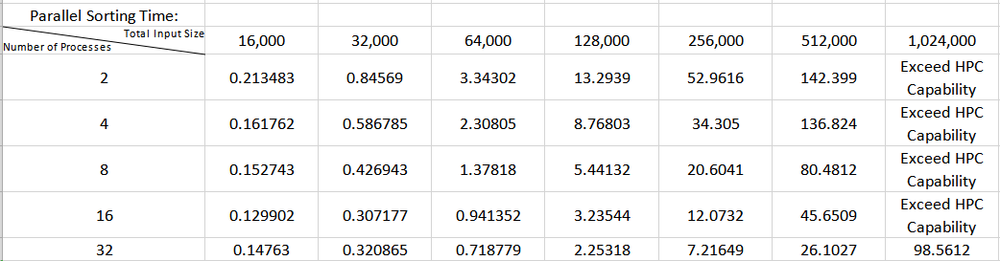 Parallel Sorting Time:
Total Input Size
Number of Processes
16,000 32,000 64,000 128,000 256,000 512,000 1,024,000
2 0.213483 0.84569 3.34302 13.2939 52.9616 142.399 Exceed HPC
Capability
4 0.161762 0.586785 2.30805 8.76803 34.305 136.824 Exceed HPC
Capability
8 0.152743 0.426943 1.37818 5.44132 20.6041 80.4812 Exceed HPC
Capability
16 0.129902 0.307177 0.941352 3.23544 12.0732 45.6509 Exceed HPC
Capability
32 0.14763 0.320865 0.718779 2.25318 7.21649 26.1027 98.5612